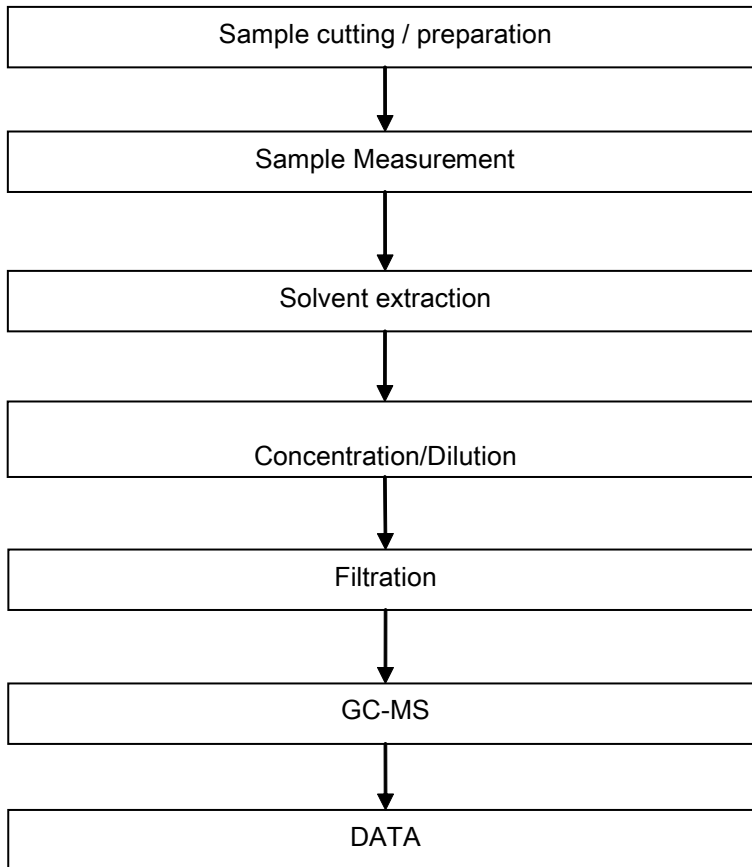 Sample cutting / preparation
Sample Measurement
Solvent extraction
Concentration/Dilution
Filtration
GC-MS
DATA